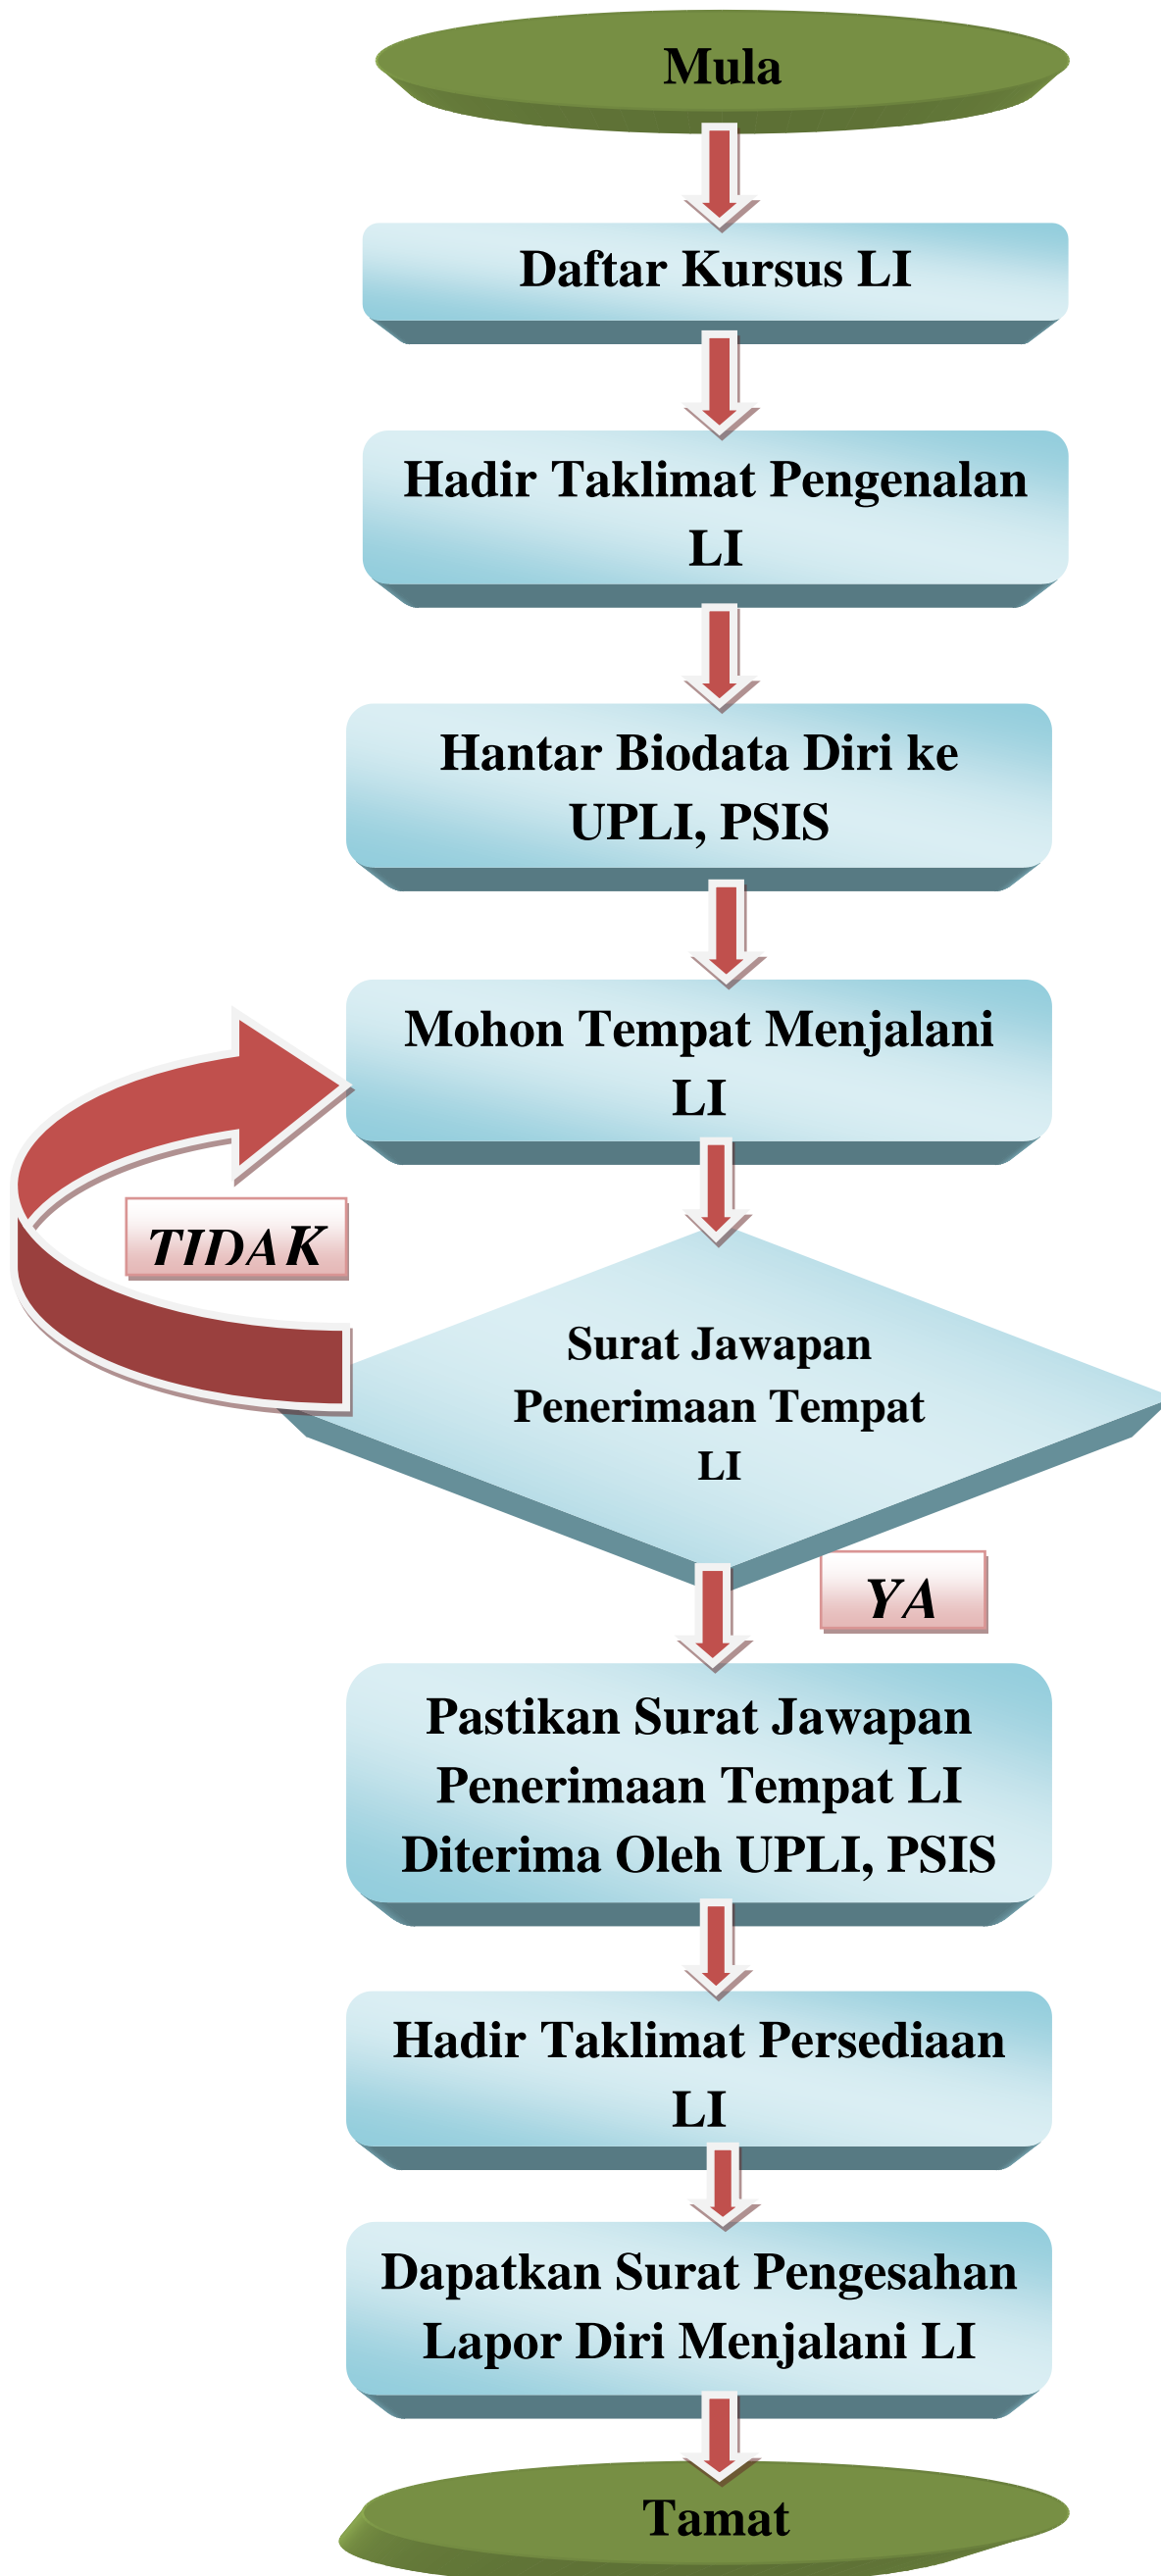 Mula
Daftar Kursus LI
Hadir Taklimat Pengenalan
LI
Hantar Biodata Diri ke
UPLI, PSIS
Mohon Tempat Menjalani
LI
TIDAK
Surat Jawapan
Penerimaan Tempat
LI
YA
Pastikan Surat Jawapan
Penerimaan Tempat LI
Diterima Oleh UPLI, PSIS
Hadir Taklimat Persediaan
LI
Dapatkan Surat Pengesahan
Lapor Diri Menjalani LI
Tamat